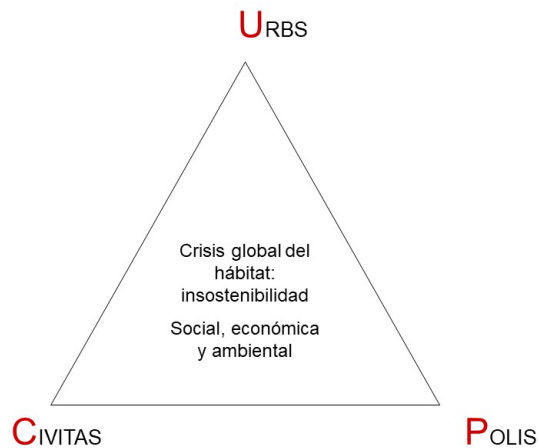 URBS
Crisis global del
hábitat:
insostenibilidad
Social, económica
y ambiental
CIVITAS
POLIS